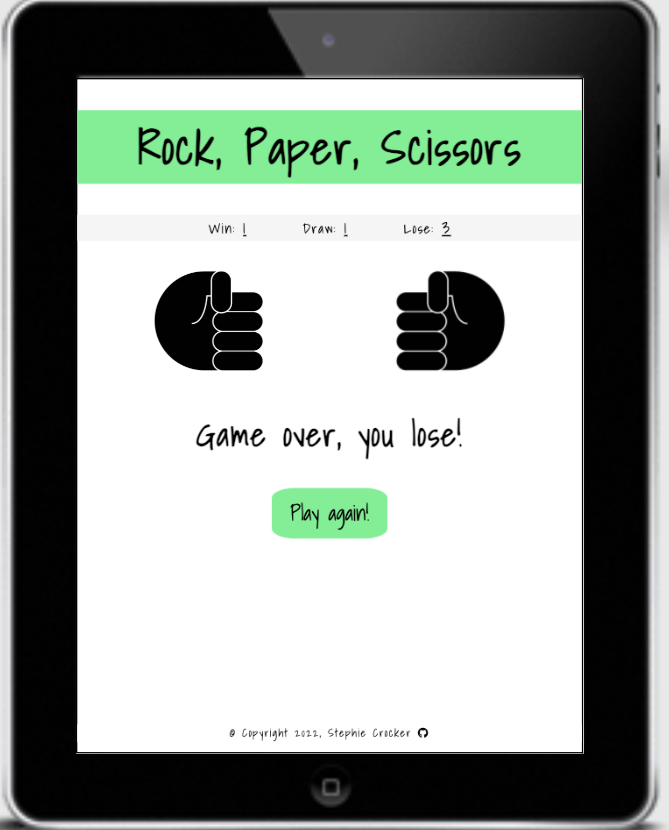 Rock, Paper, Scissors
Win: 1 Draw: 1 Lose: 3
Game over, you lose!
Play again!
© Copyright 2022, Stephie Crocker